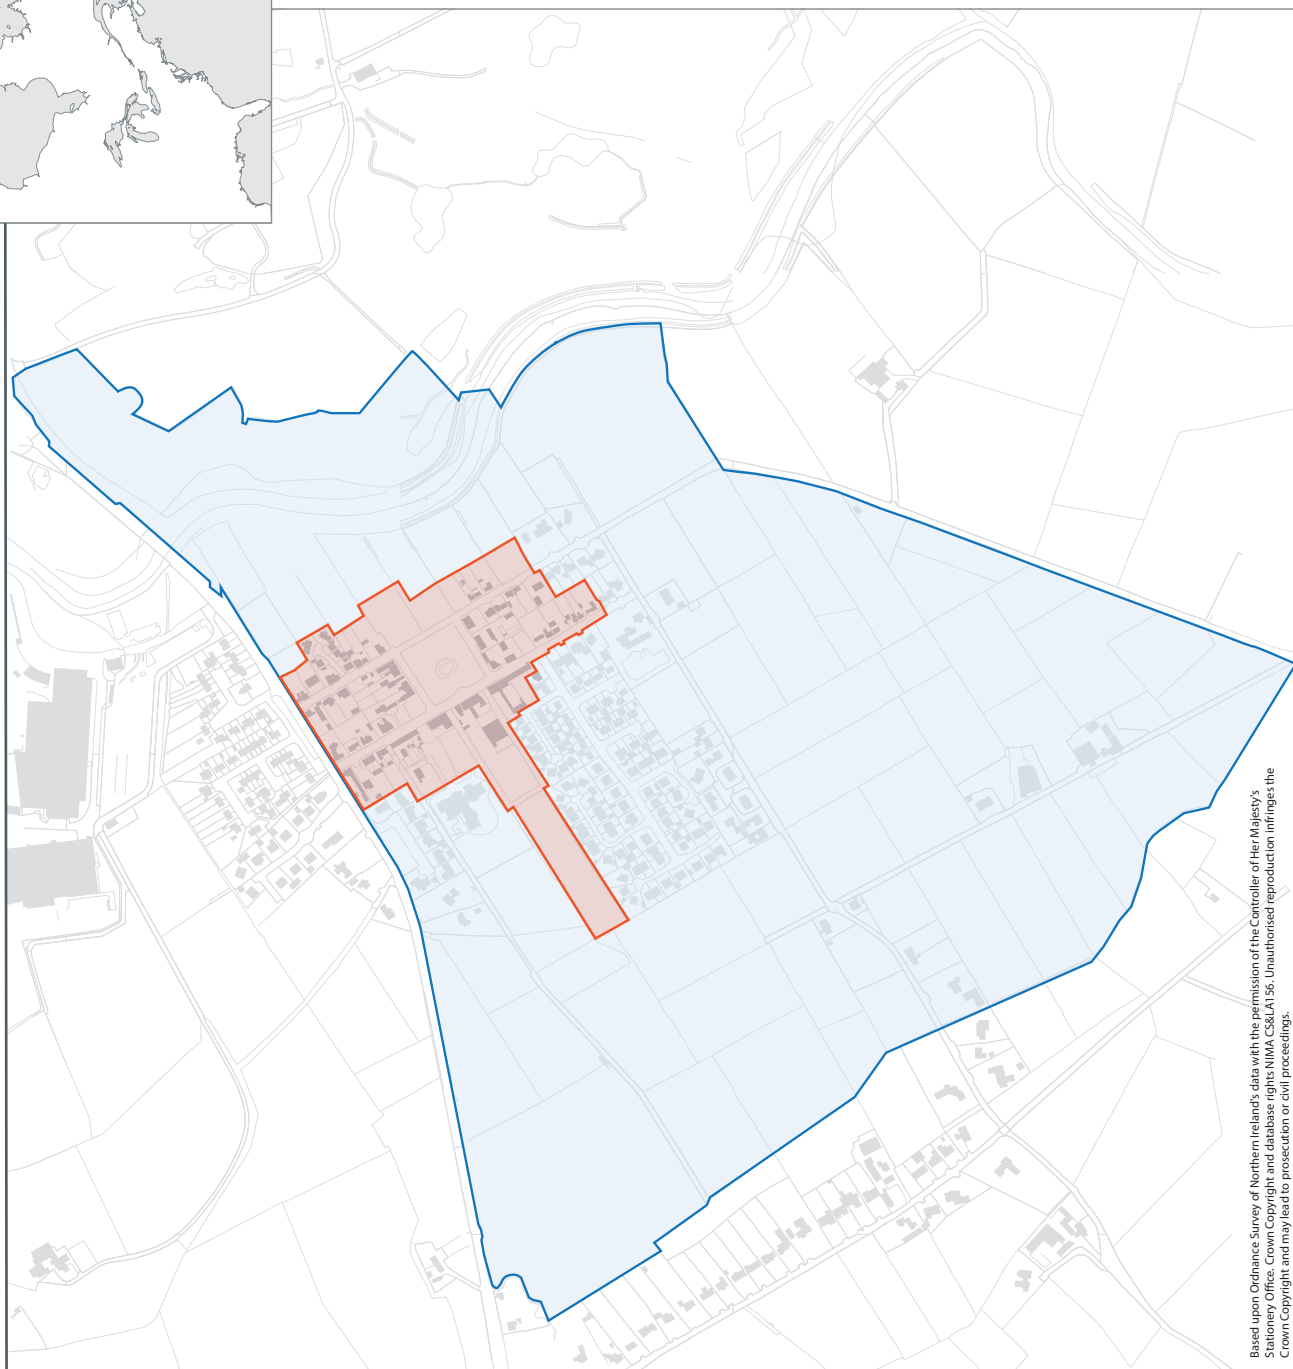 Based upon Ordnance Survey of Northern Ireland's data with the permission of the Controller of Her Majesty's
Stationery Office. Crown Copyright and database rights NIMA CS&LA156. Unauthorised reproduction infringes the
Crown Copyright and may lead to prosecution or civil proceedings.